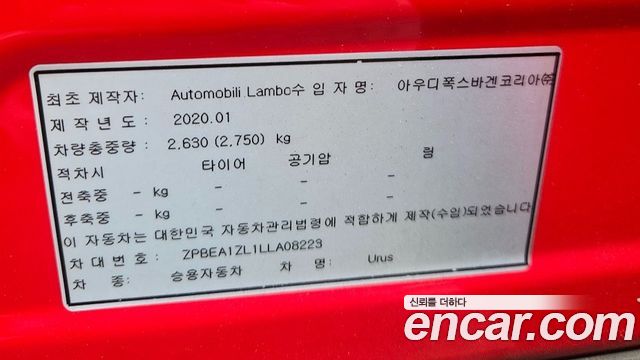 최초 제작자: Automobili Lambo수 입 자 명: 아우디폭스바겐코리아㈜
제 작 년 도 : 2020.01
차량총중량 : 2.630 (2.750) kg
적차시 타이어 공기압 림
전축중 - kg - - -
후축중 - kg - - -
이 자동차는 대한민국 자동차관리법령에 적합하게 제작(수입)되었습니다
차 대 번 호 : ZPBEA1ZL1LLA08223
차 종: 승용자동차 차 명: Urus
신뢰를 더하다
encar.com